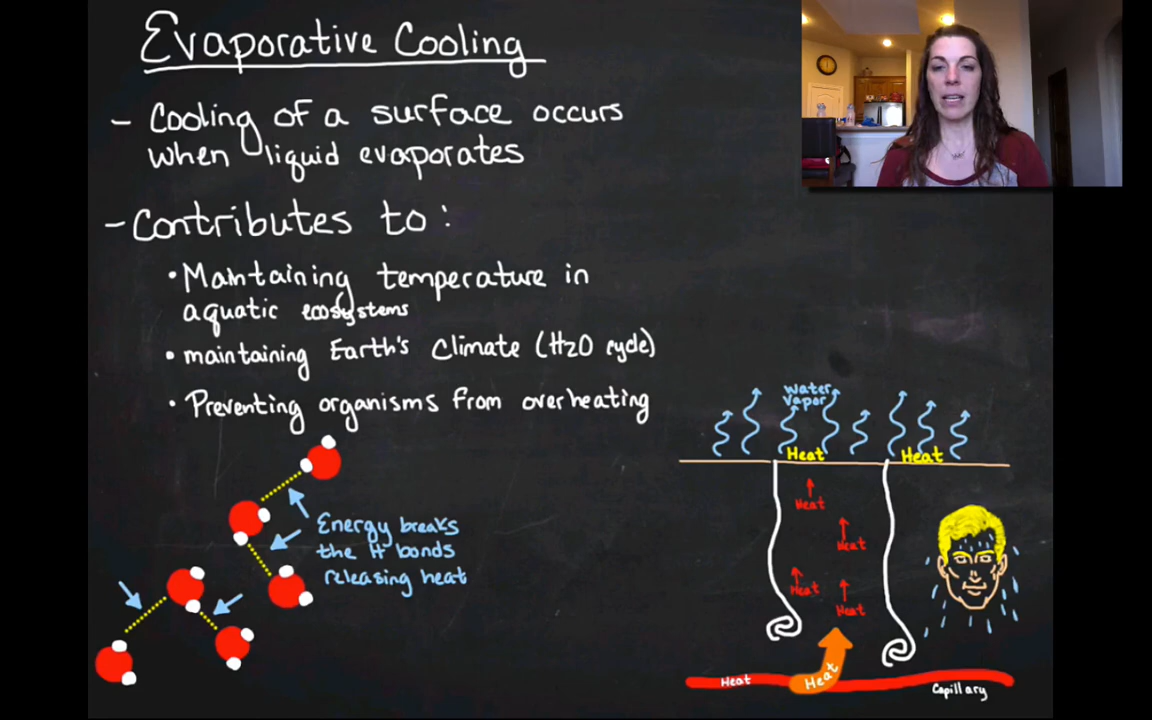 Evaporative Cooling
- Cooling of a surface occurs
when liquid evaporates
- Contributes to:
• Maintaining temperature in
aquatic ecosystems
• maintaining Earth's Climate (H2O cycle)
• Preventing organisms from overheating
Water
Vapor
Heat
Heat
Heat
Heat
Heat
Heat
Energy breaks
the H bonds
releasing heat
Heat
Heat
Capillary